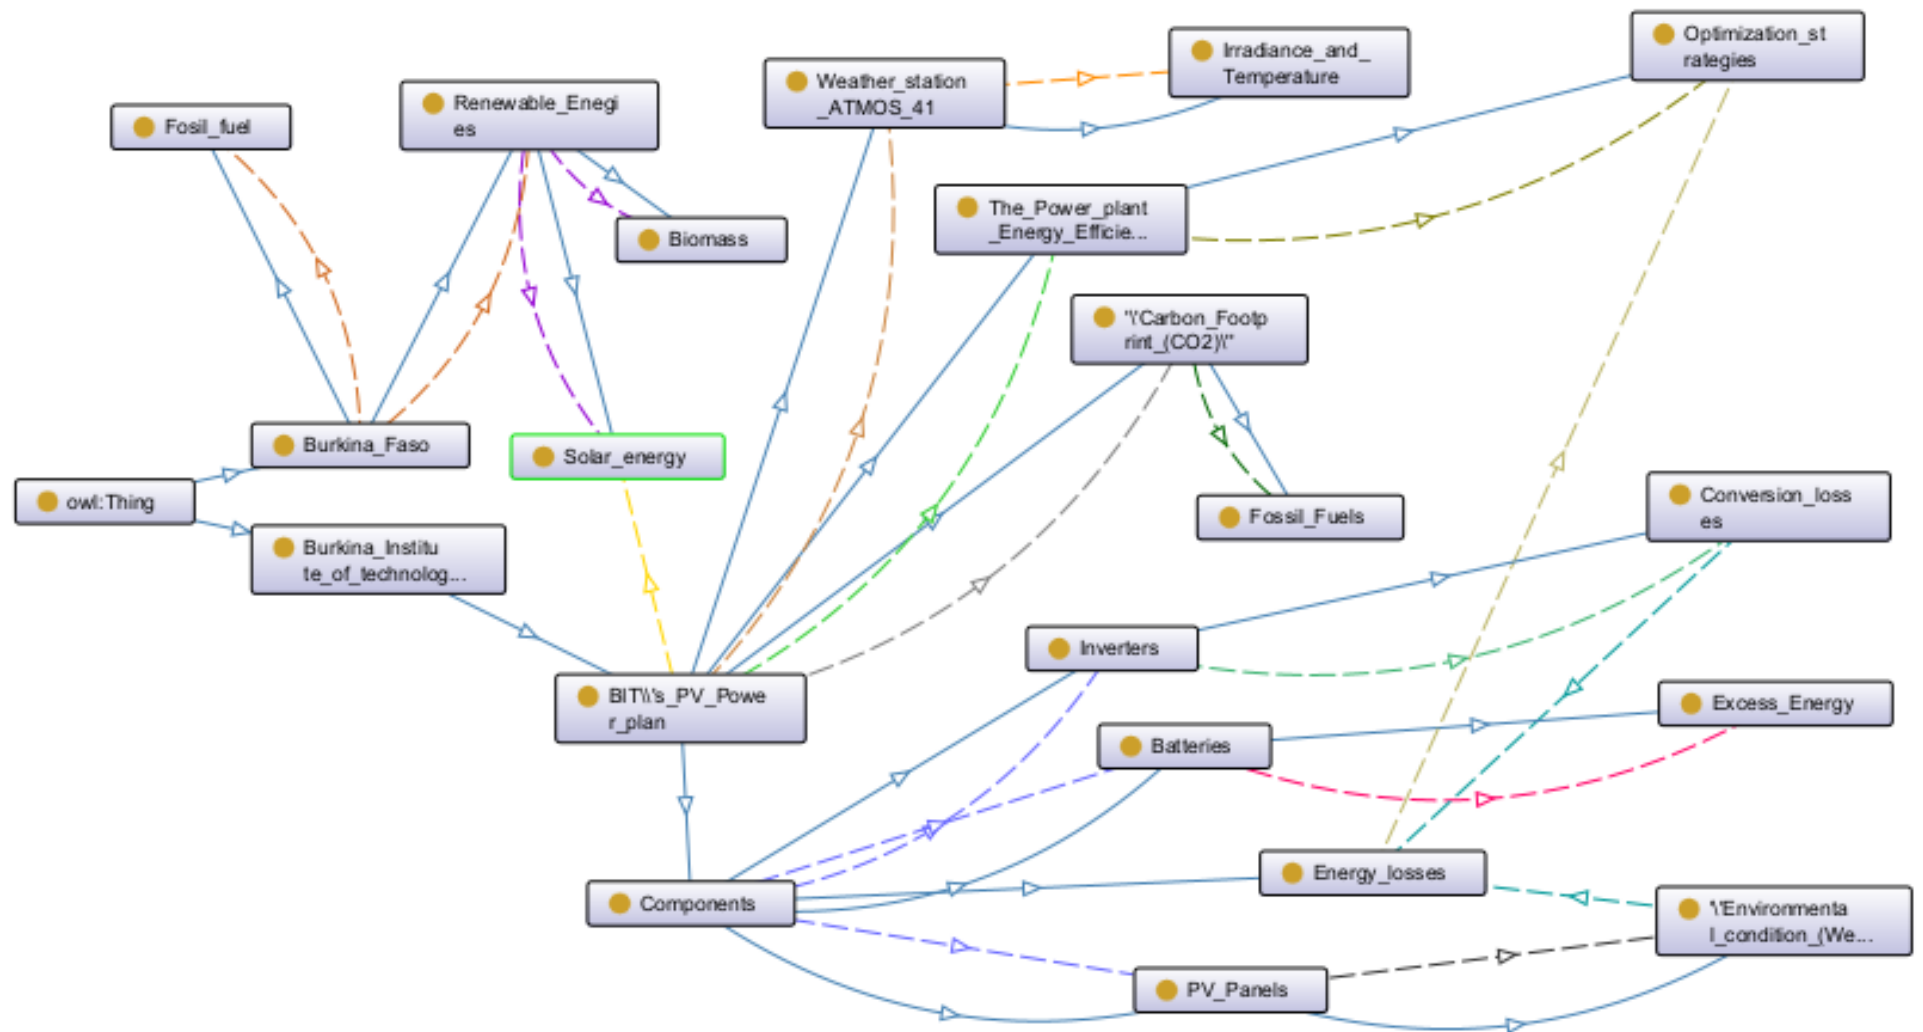 Fosil_fuel
Renewable_Enegi
es
Biomass
Burkina_Faso
Solar_energy
owl:Thing
Burkina_Institu
te_of_technolog...
BIT\\'s_PV_Powe
r_plan
Weather_station
_ATMOS_41
Irradiance_and_
Temperature
Optimization_st
rategies
The_Power_plant
_Energy_Efficie...
"\'Carbon_Footp
rint_(CO2)\'"
Fossil_Fuels
Conversion_loss
es
Inverters
Batteries
Excess_Energy
Components
Energy_losses
'\'Environmenta
l_condition_(We...
PV_Panels